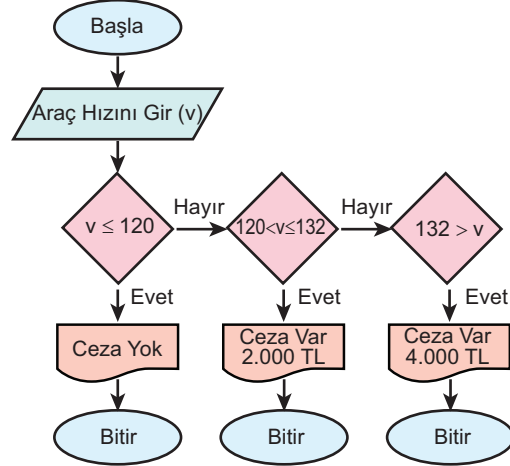 Başla
Araç Hızını Gir (v)
v ≤ 120
Hayır
120<v≤132
Hayır
132 > v
Evet
Evet
Evet
Ceza Yok
Ceza Var
2.000 TL
Ceza Var
4.000 TL
Bitir
Bitir
Bitir